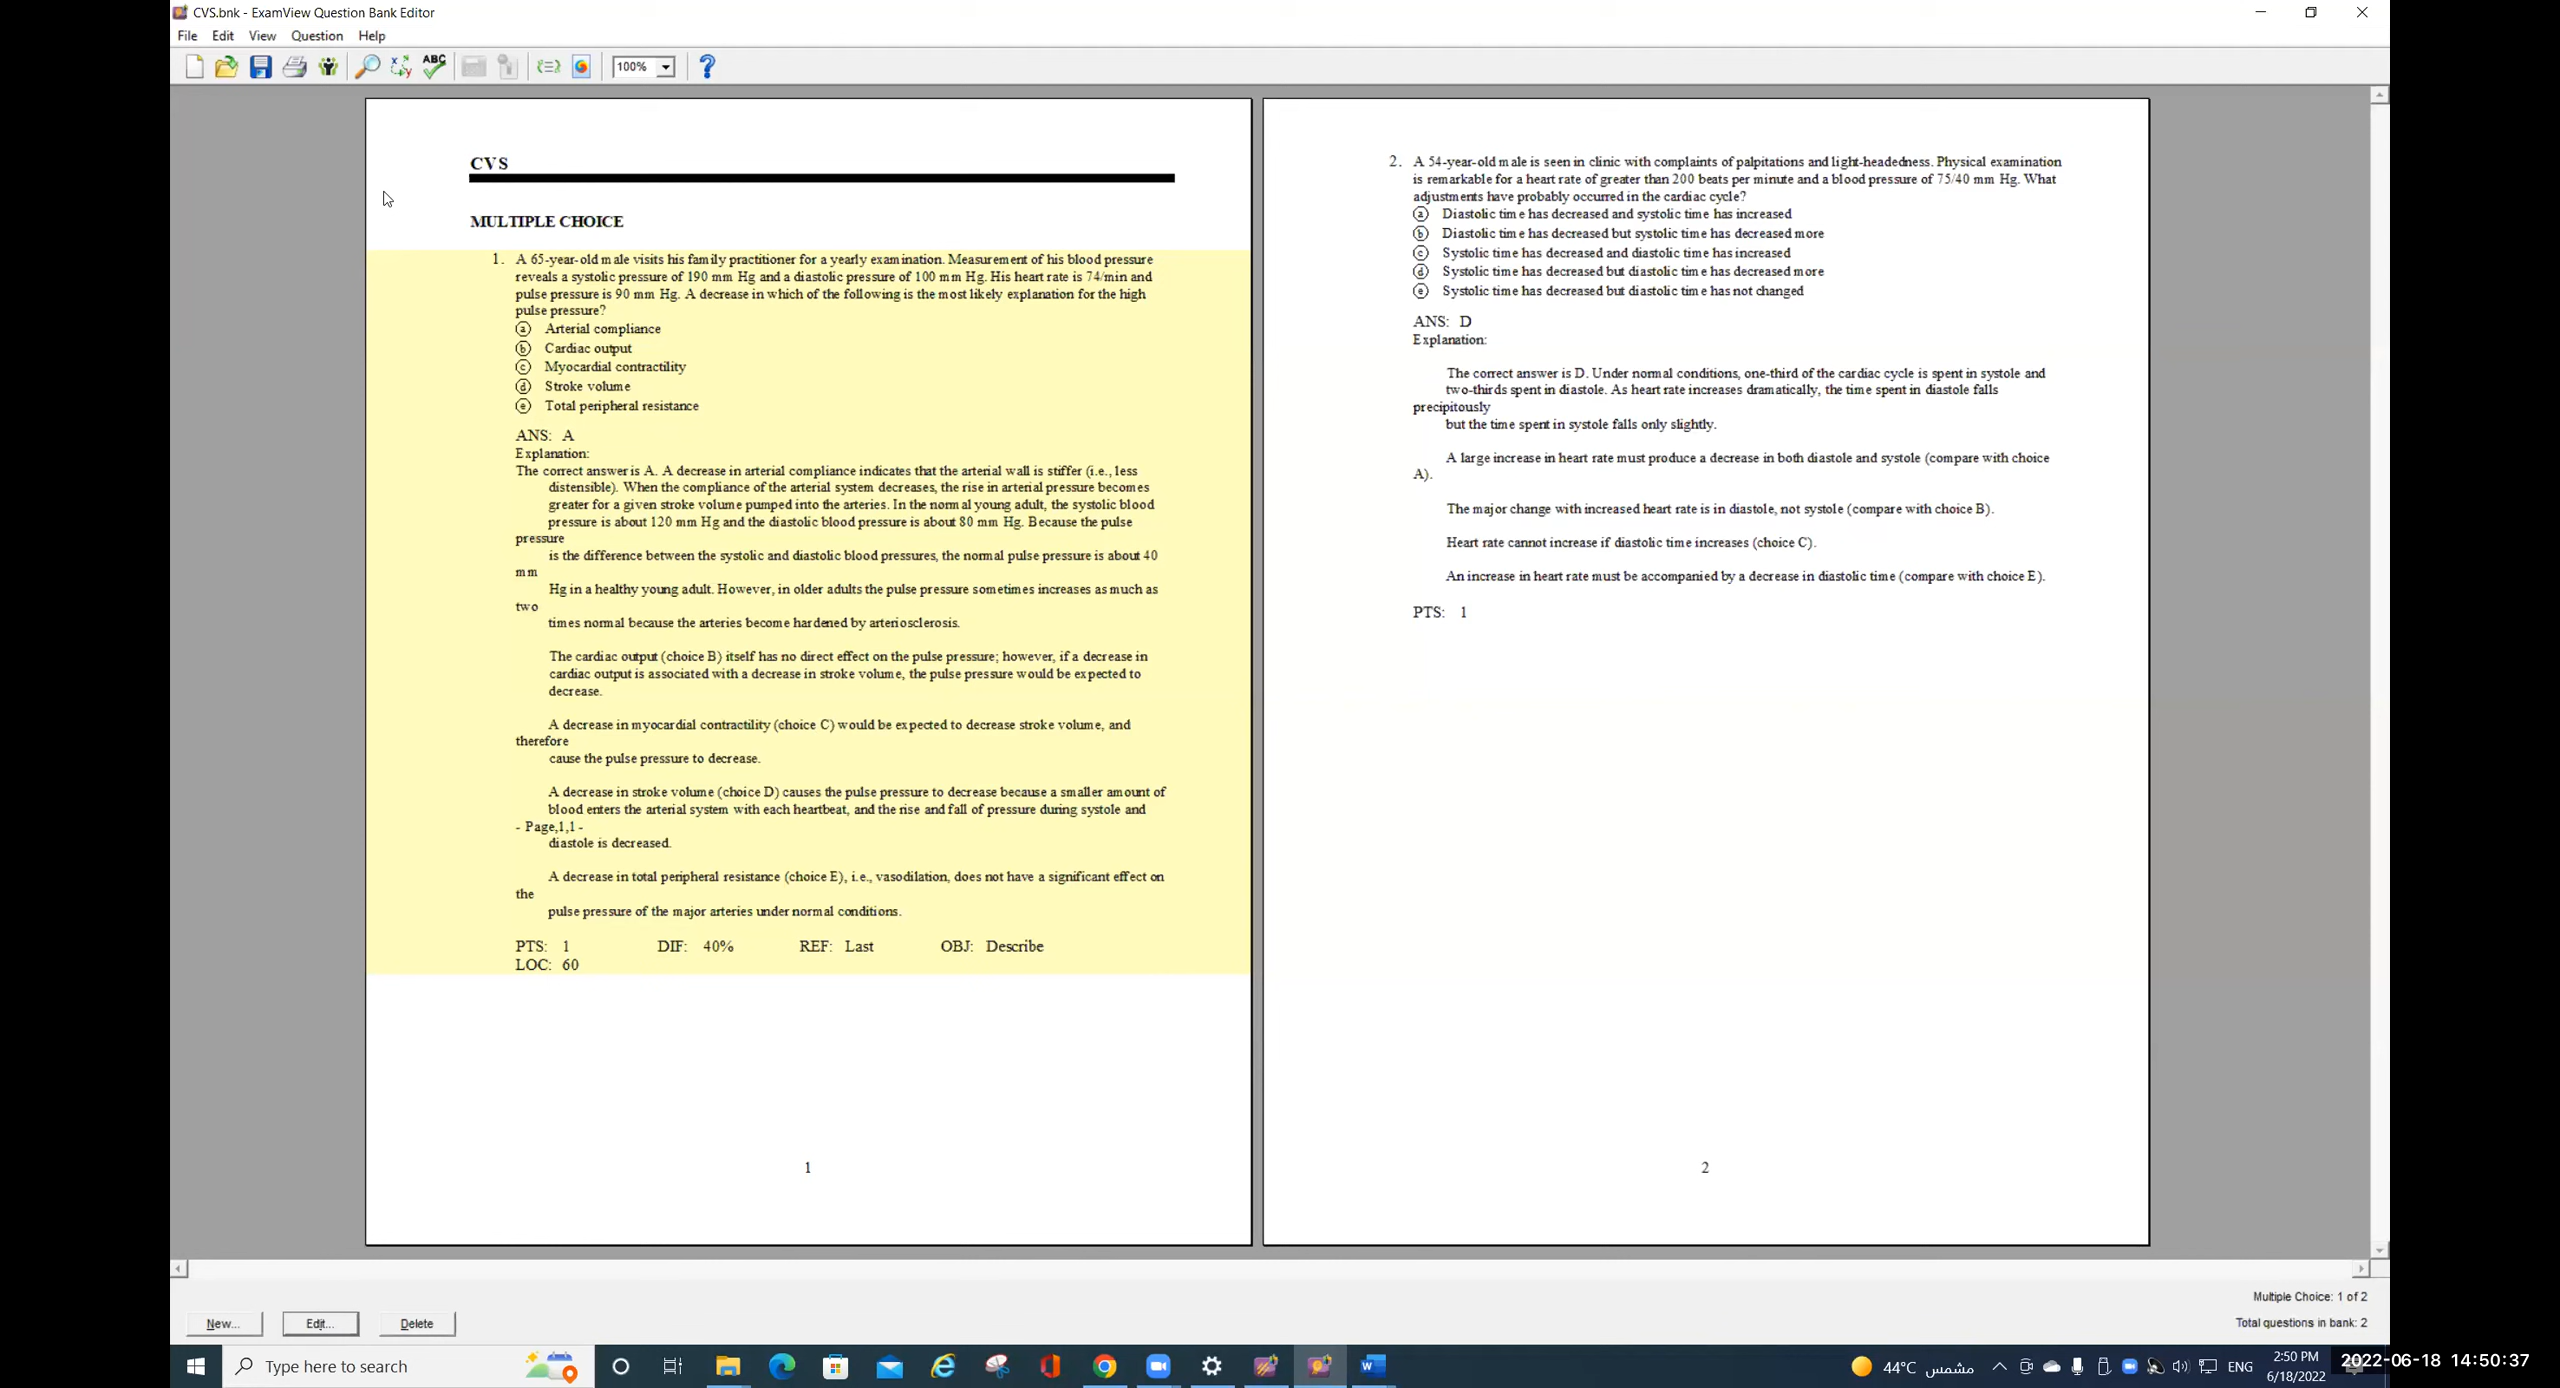 CVS.bnk - ExamView Question Bank Editor
File Edit View Question Help
ABC 100% ?
CVS
MULTIPLE CHOICE
1. A 65-year-old male visits his family practitioner for a yearly examination. Measurement of his blood pressure
reveals a systolic pressure of 190 mm Hg and a diastolic pressure of 100 mm Hg. His heart rate is 74/min and
pulse pressure is 90 mm Hg. A decrease in which of the following is the most likely explanation for the high
pulse pressure?
a Arterial compliance
b Cardiac output
c Myocardial contractility
d Stroke volume
e Total peripheral resistance
ANS: A
Explanation:
The correct answer is A. A decrease in arterial compliance indicates that the arterial wall is stiffer (i.e., less
distensible). When the compliance of the arterial system decreases, the rise in arterial pressure becomes
greater for a given stroke volume pumped into the arteries. In the normal young adult, the systolic blood
pressure is about 120 mm Hg and the diastolic blood pressure is about 80 mm Hg. Because the pulse
pressure
is the difference between the systolic and diastolic blood pressures, the normal pulse pressure is about 40
mm
Hg in a healthy young adult. However, in older adults the pulse pressure sometimes increases as much as
two
times normal because the arteries become hardened by arteriosclerosis.
The cardiac output (choice B) itself has no direct effect on the pulse pressure; however, if a decrease in
cardiac output is associated with a decrease in stroke volume, the pulse pressure would be expected to
decrease.
A decrease in myocardial contractility (choice C) would be expected to decrease stroke volume, and
therefore
cause the pulse pressure to decrease.
A decrease in stroke volume (choice D) causes the pulse pressure to decrease because a smaller amount of
blood enters the arterial system with each heartbeat, and the rise and fall of pressure during systole and
- Page,1,1 -
diastole is decreased.
A decrease in total peripheral resistance (choice E), i.e., vasodilation, does not have a significant effect on
the
pulse pressure of the major arteries under normal conditions.
PTS: 1 DIF: 40% REF: Last OBJ: Describe
LOC: 60
1
2. A 54-year-old male is seen in clinic with complaints of palpitations and light-headedness. Physical examination
is remarkable for a heart rate of greater than 200 beats per minute and a blood pressure of 75/40 mm Hg. What
adjustments have probably occurred in the cardiac cycle?
a Diastolic time has decreased and systolic time has increased
b Diastolic time has decreased but systolic time has decreased more
c Systolic time has decreased and diastolic time has increased
d Systolic time has decreased but diastolic time has decreased more
e Systolic time has decreased but diastolic time has not changed
ANS: D
Explanation:
The correct answer is D. Under normal conditions, one-third of the cardiac cycle is spent in systole and
two-thirds spent in diastole. As heart rate increases dramatically, the time spent in diastole falls
precipitously
but the time spent in systole falls only slightly.
A large increase in heart rate must produce a decrease in both diastole and systole (compare with choice
A).
The major change with increased heart rate is in diastole, not systole (compare with choice B).
Heart rate cannot increase if diastolic time increases (choice C).
An increase in heart rate must be accompanied by a decrease in diastolic time (compare with choice E).
PTS: 1
2
Multiple Choice: 1 of 2
New... Edit... Delete
Total questions in bank: 2
Type here to search
44°C مشمس
ENG
2:50 PM
6/18/2022
2022-06-18 14:50:37